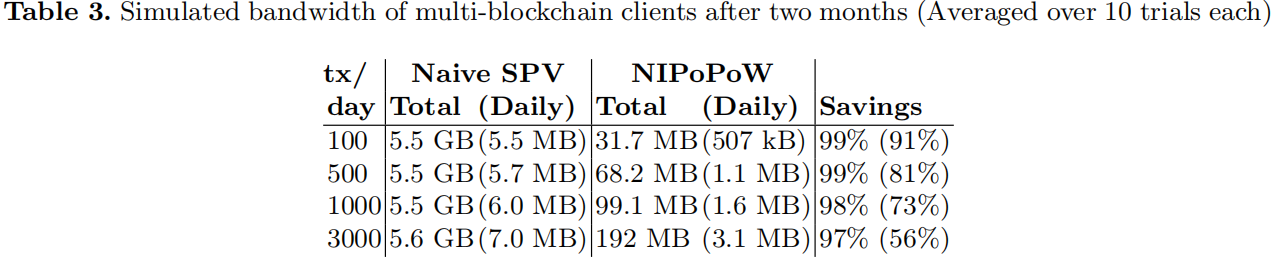 Table 3. Simulated bandwidth of multi-blockchain clients after two months (Averaged over 10 trials each)
tx/ Naive SPV NIPoPoW
day Total (Daily) Total (Daily) Savings
100 5.5 GB (5.5 MB) 31.7 MB (507 kB) 99% (91%)
500 5.5 GB (5.7 MB) 68.2 MB (1.1 MB) 99% (81%)
1000 5.5 GB (6.0 MB) 99.1 MB (1.6 MB) 98% (73%)
3000 5.6 GB (7.0 MB) 192 MB (3.1 MB) 97% (56%)